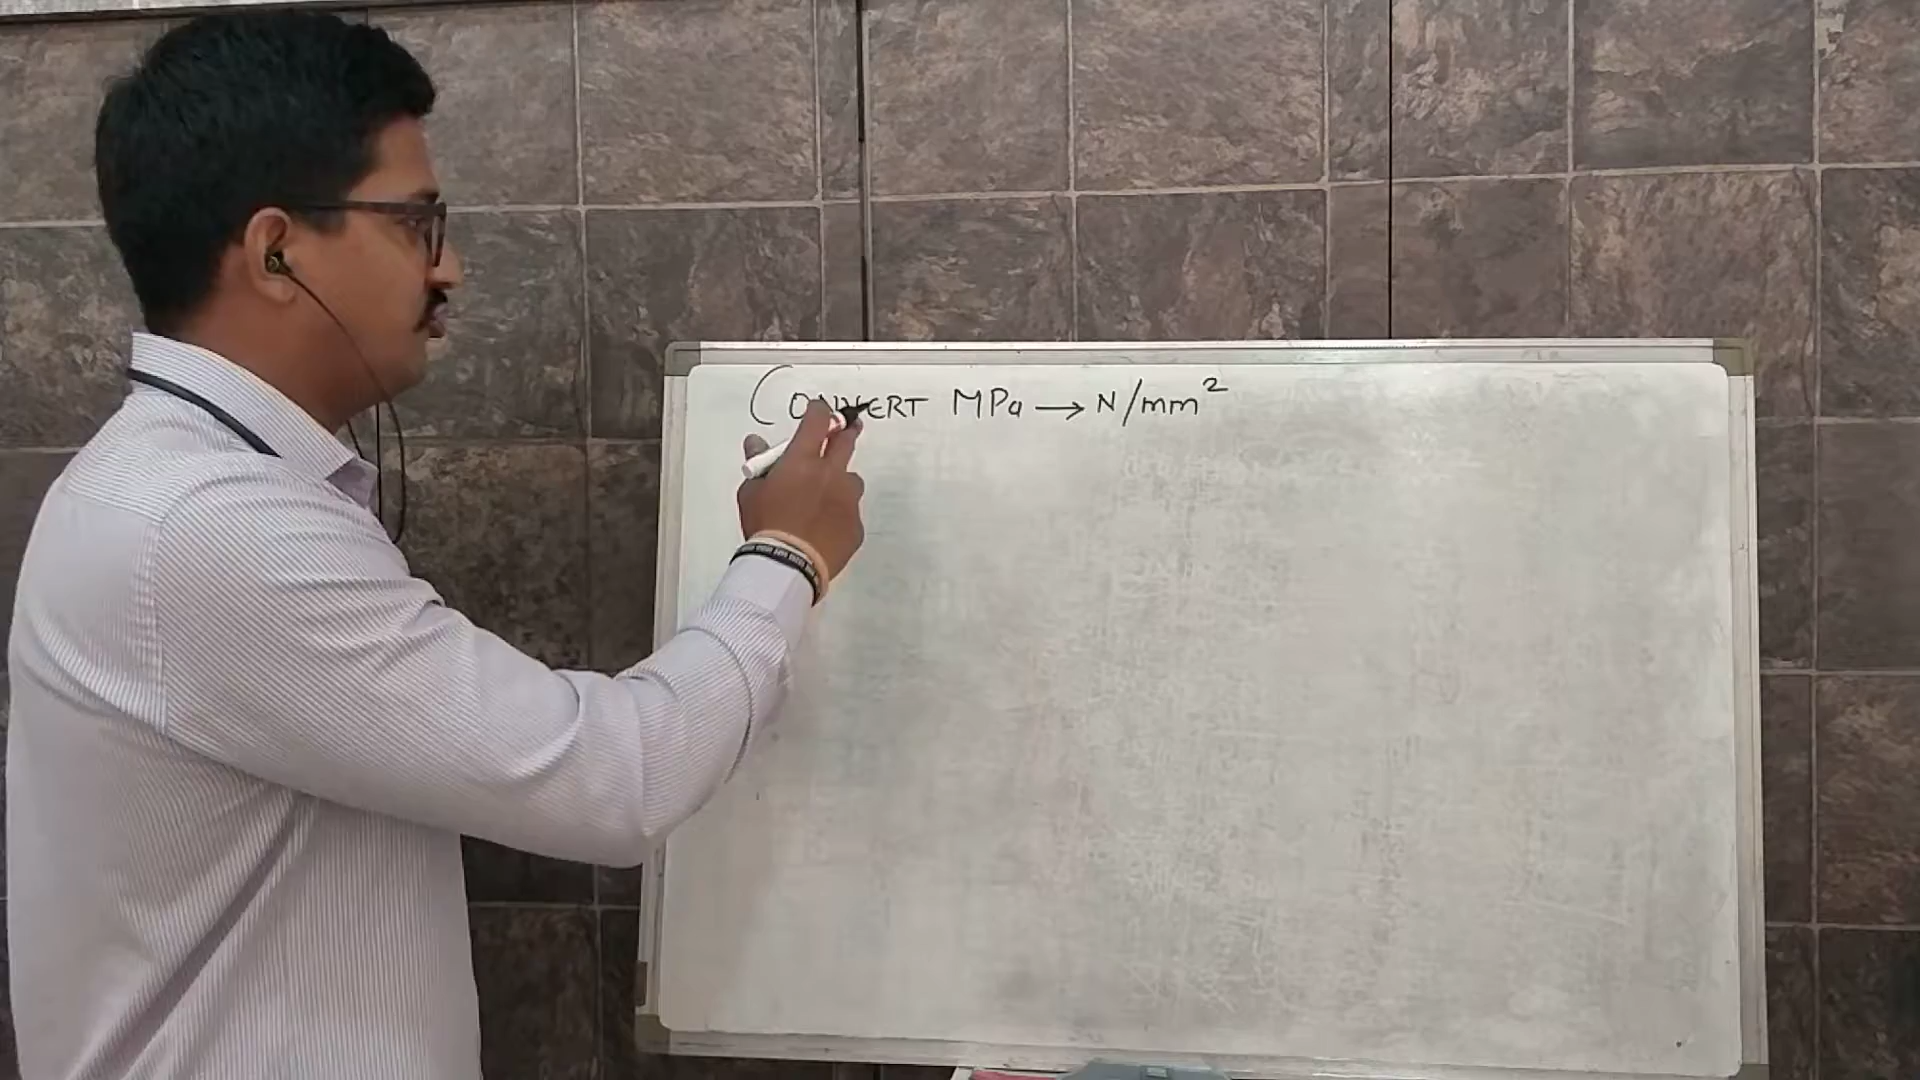 CONVERT MPa → N/mm²